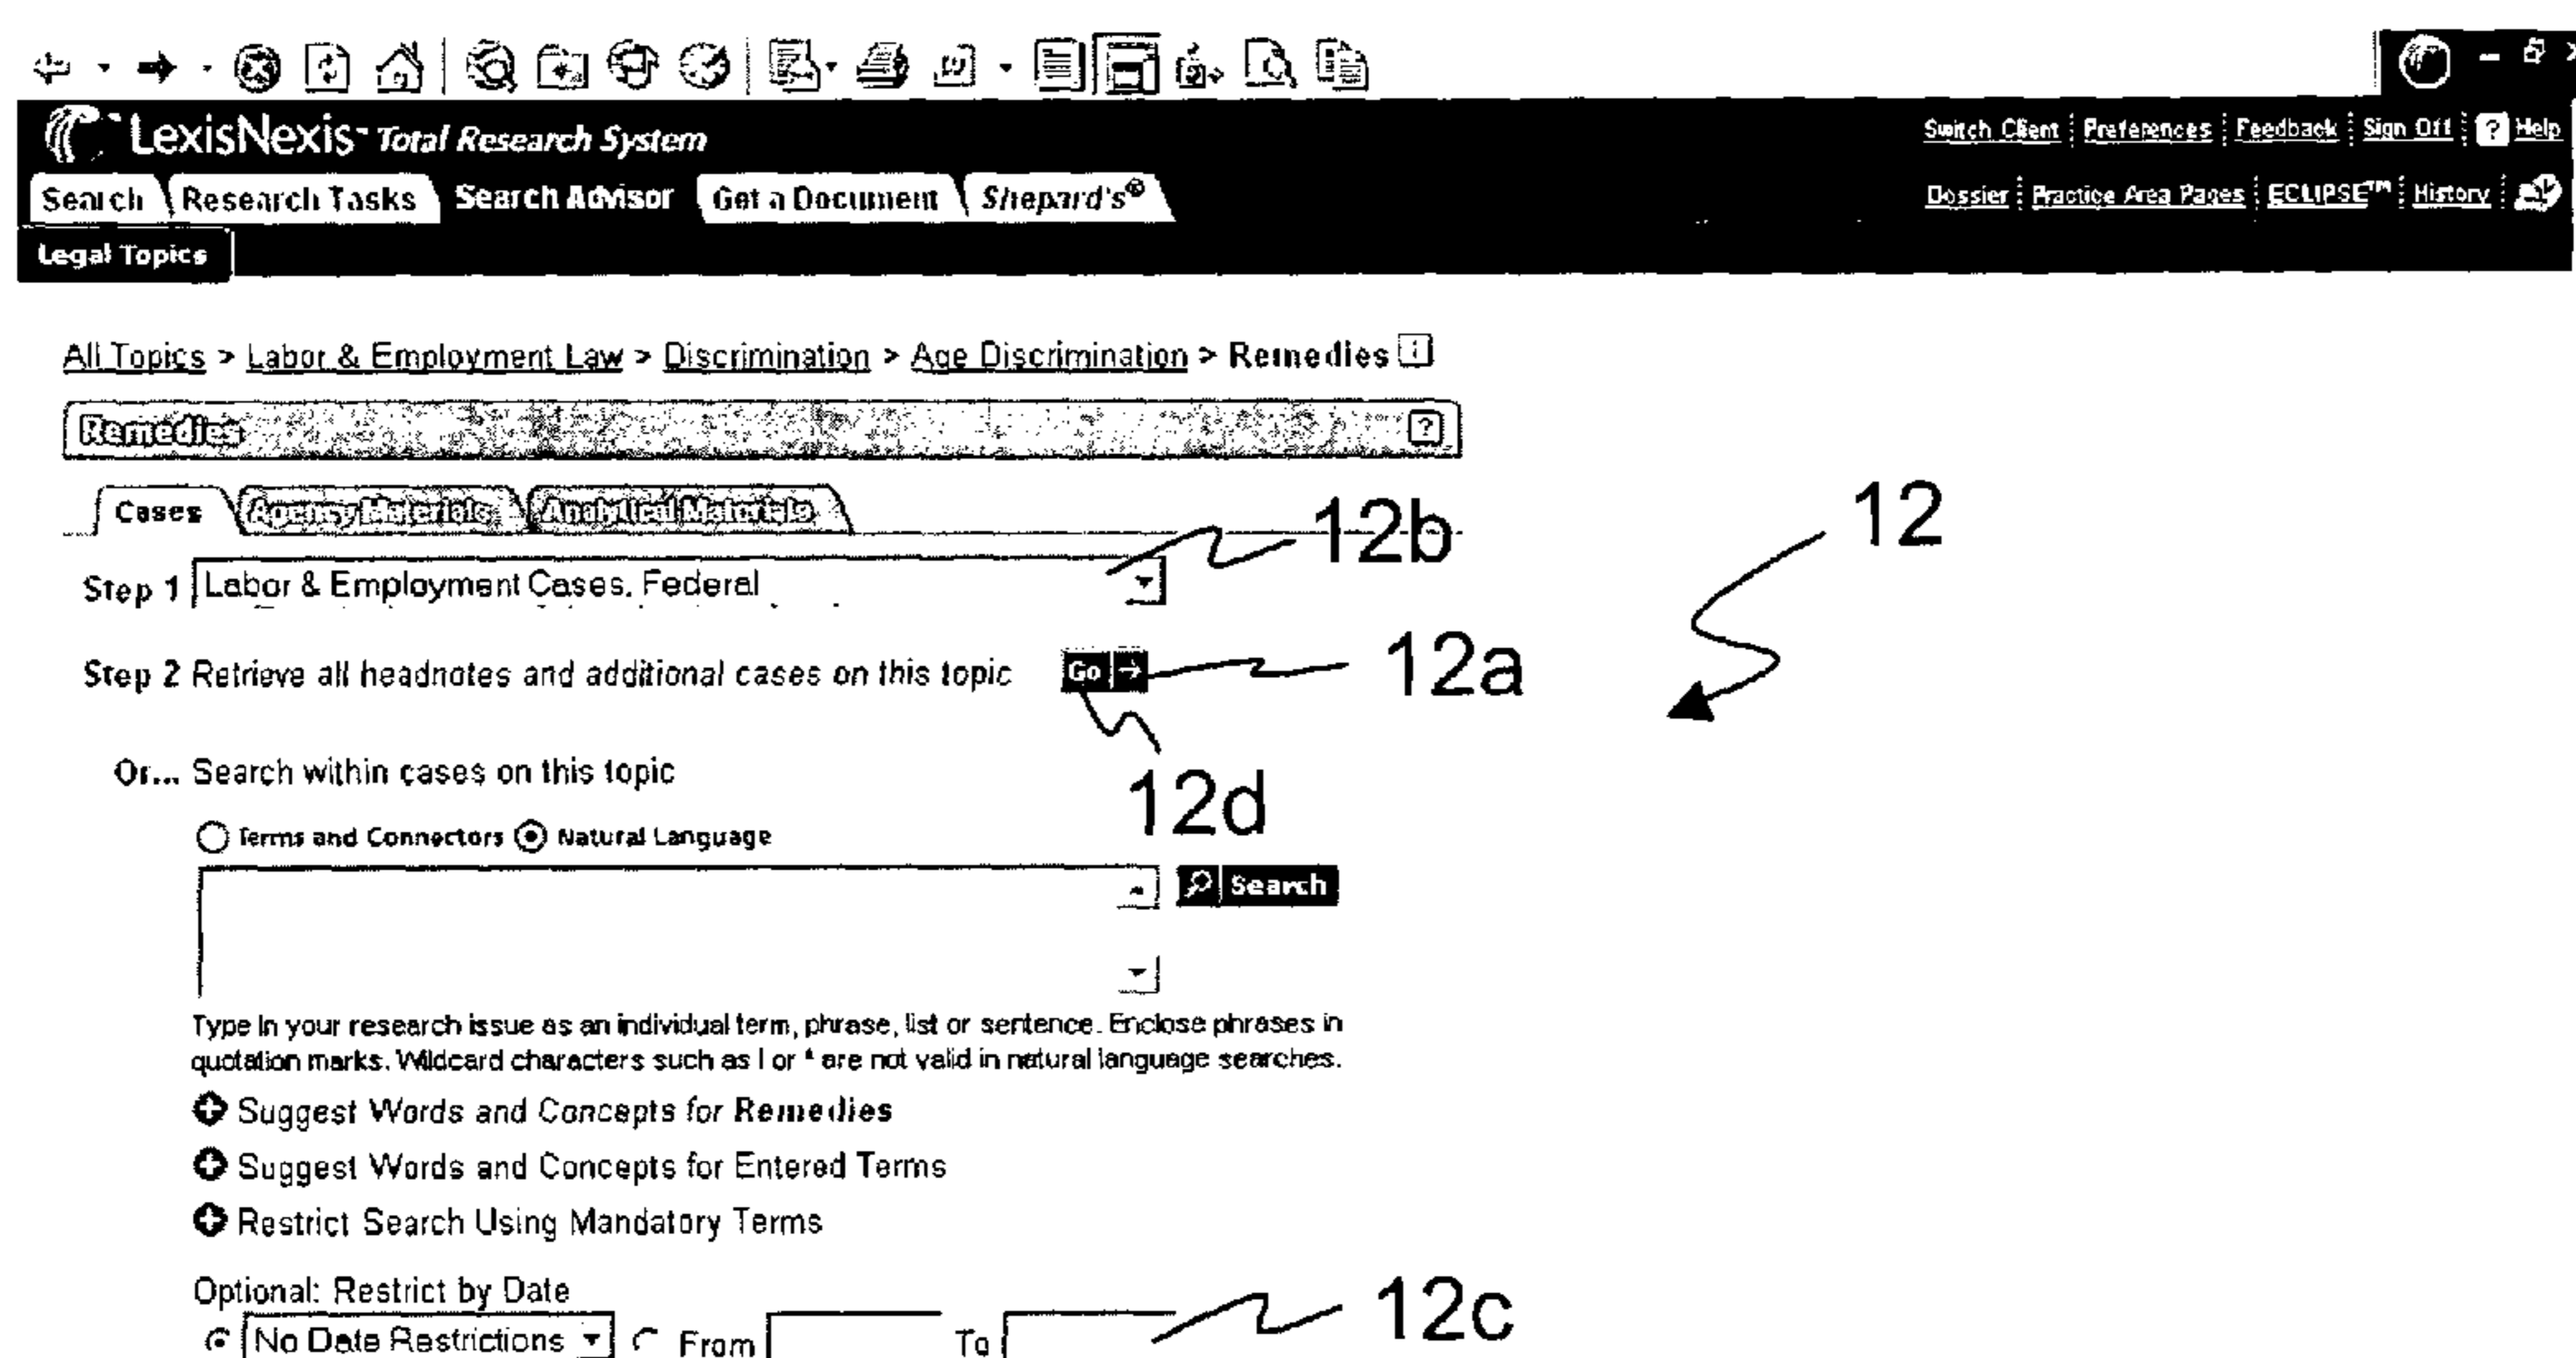 LexisNexis™ Total Research System
Switch Client Preferences Feedback Sign Off ? Help
Search Research Tasks Search Advisor Get a Document Shepard's®
Dossier Practice Area Pages ECLIPSE™ History
Legal Topics
All Topics > Labor & Employment Law > Discrimination > Age Discrimination > Remedies i
Remedies ?
Cases Agency Materials Analytical Materials
12b
12
Step 1 Labor & Employment Cases, Federal
Step 2 Retrieve all headnotes and additional cases on this topic Go →
12a
Or... Search within cases on this topic
12d
Terms and Connectors Natural Language
Search
Type in your research issue as an individual term, phrase, list or sentence. Enclose phrases in
quotation marks. Wildcard characters such as ! or * are not valid in natural language searches.
Suggest Words and Concepts for Remedies
Suggest Words and Concepts for Entered Terms
Restrict Search Using Mandatory Terms
Optional: Restrict by Date
No Date Restrictions From To
12c